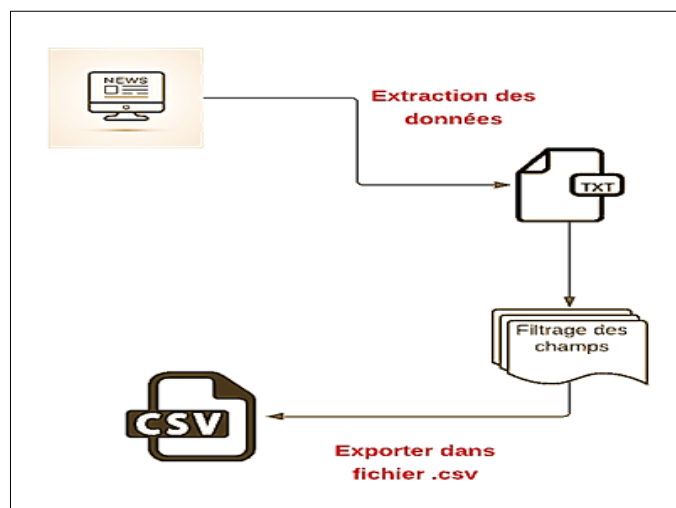 NEWS
Extraction des
données
TXT
Filtrage des
champs
CSV
Exporter dans
fichier .csv